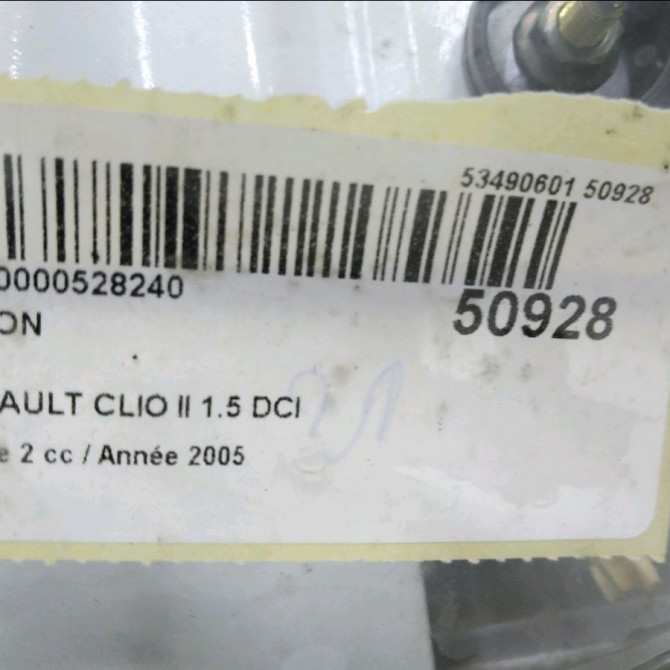 53490601 50928
0000528240
50928
ON
AULT CLIO II 1.5 DCI
e 2 cc / Année 2005